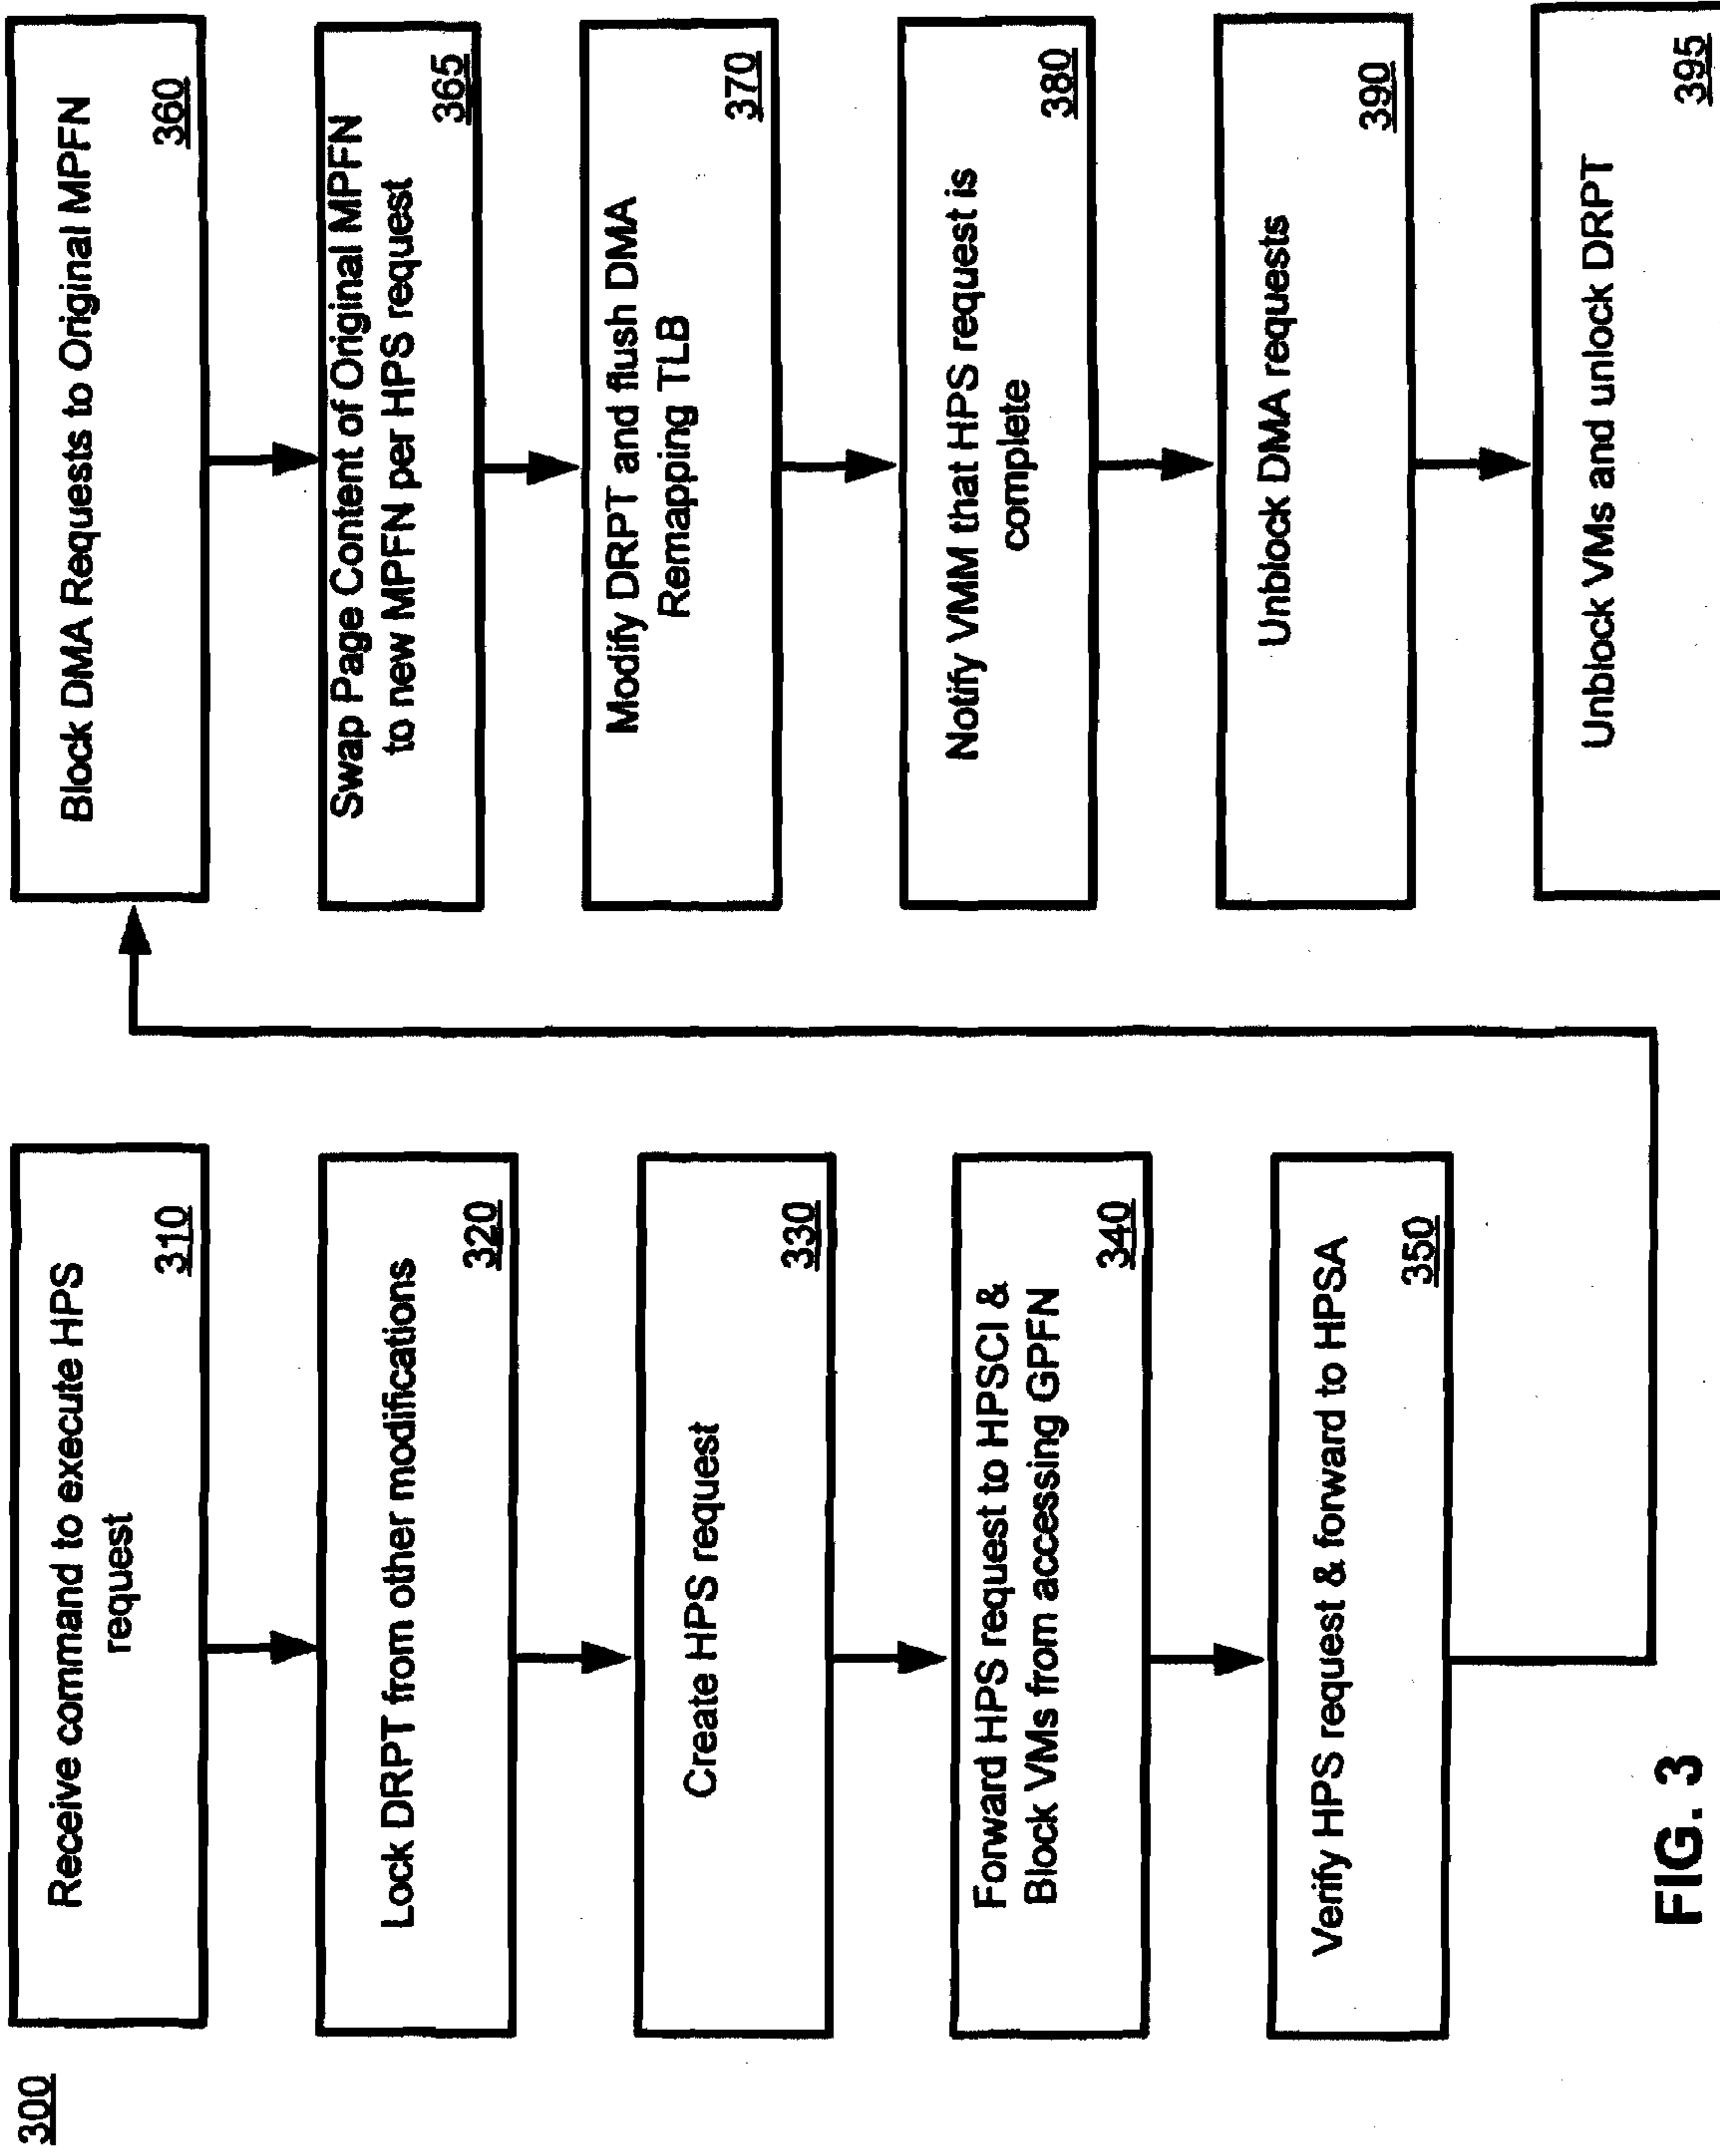 300
Receive command to execute HPS
request
310
Lock DRPT from other modifications
320
Create HPS request
330
Forward HPS request to HPSCI &
Block VMs from accessing GPFN
340
Verify HPS request & forward to HPSA
350
Block DMA Requests to Original MPFN
360
Swap Page Content of Original MPFN
to new MPFN per HPS request
365
Modify DRPT and flush DMA
Remapping TLB
370
Notify VMM that HPS request is
complete
380
Unblock DMA requests
390
Unblock VMs and unlock DRPT
395
FIG. 3